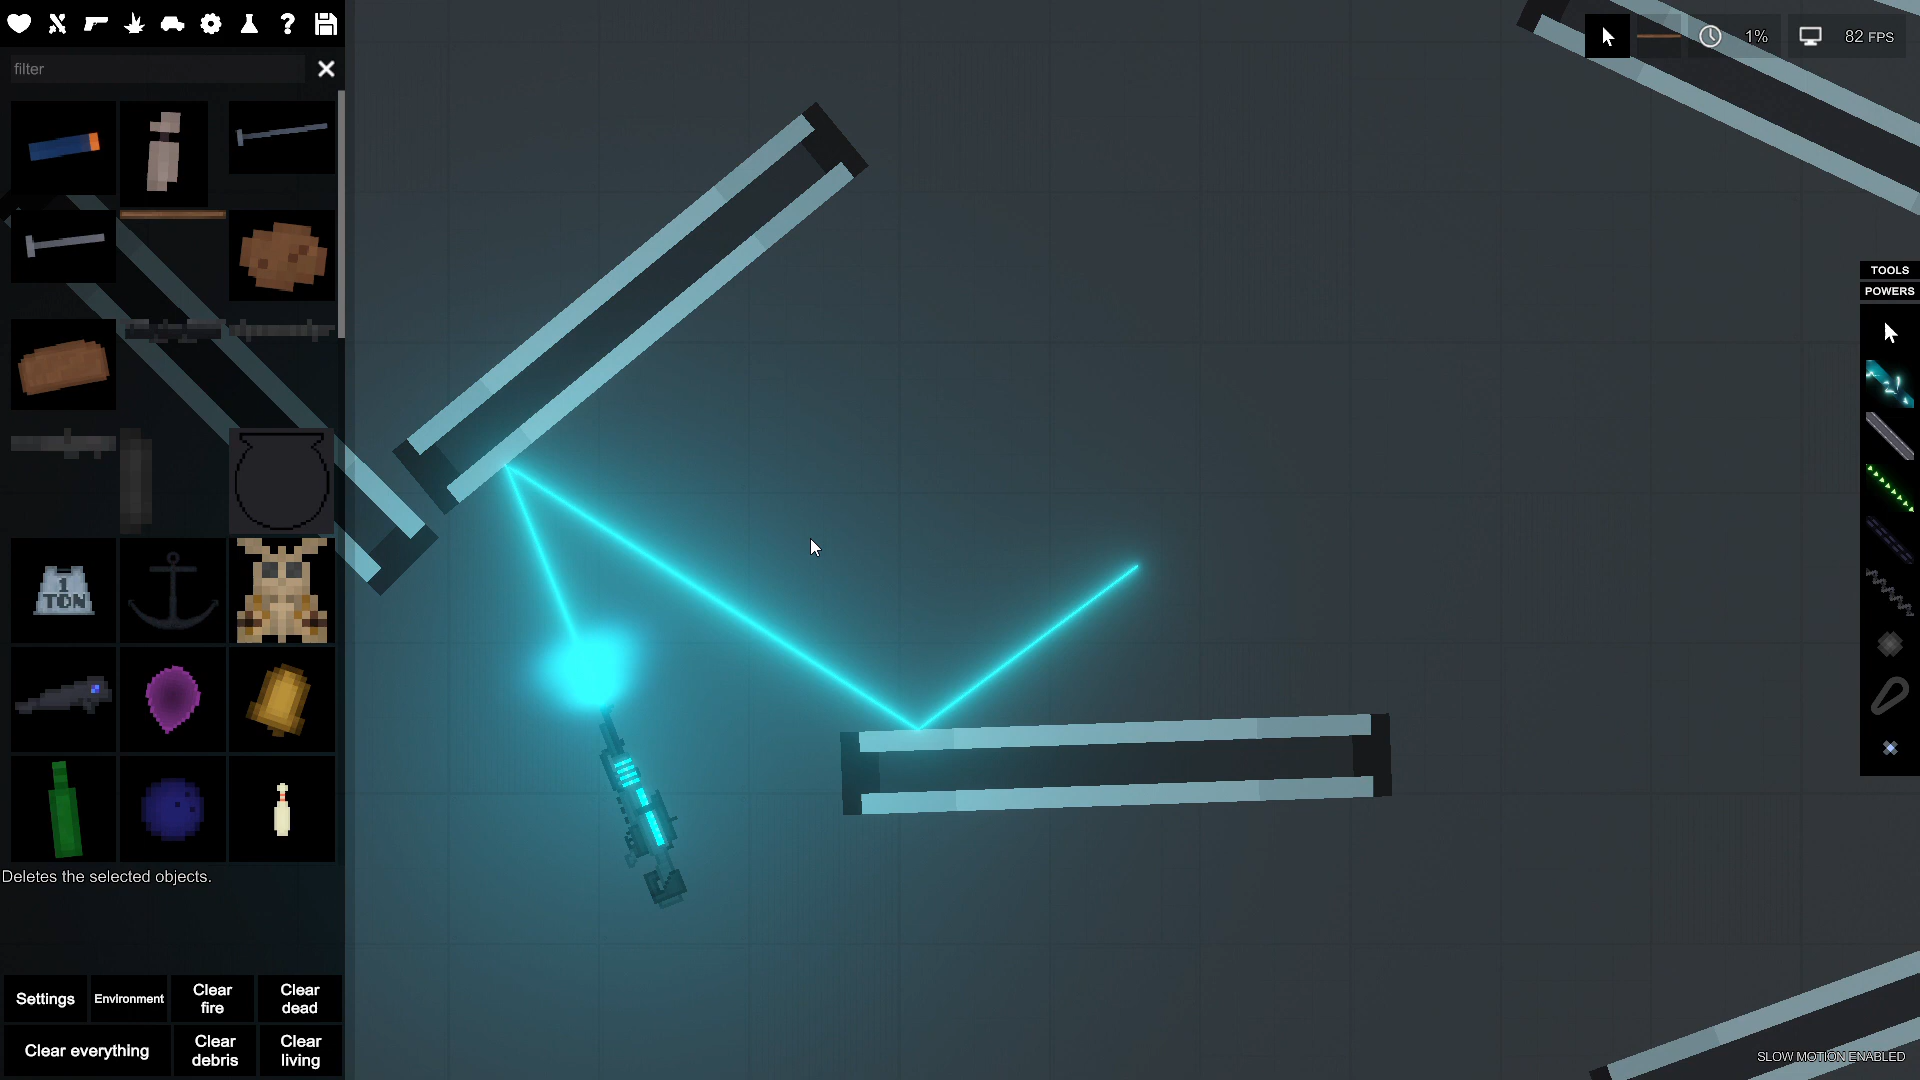 filter
1%
82 FPS
TOOLS
POWERS
1
TON
Deletes the selected objects.
Settings
Environment
Clear
fire
Clear
dead
Clear everything
Clear
debris
Clear
living
SLOW MOTION ENABLED